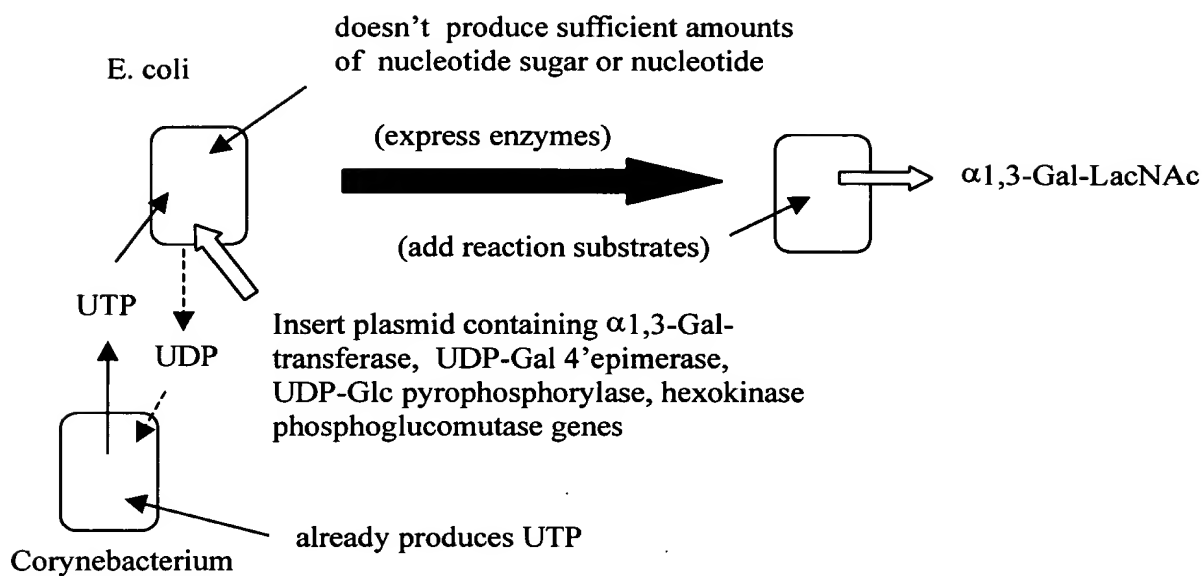 doesn't produce sufficient amounts
of nucleotide sugar or nucleotide
E. coli
(express enzymes)
α1,3-Gal-LacNAc
(add reaction substrates)
UTP
UDP
Insert plasmid containing α1,3-Gal-
transferase, UDP-Gal 4'epimerase,
UDP-Glc pyrophosphorylase, hexokinase
phosphoglucomutase genes
already produces UTP
Corynebacterium